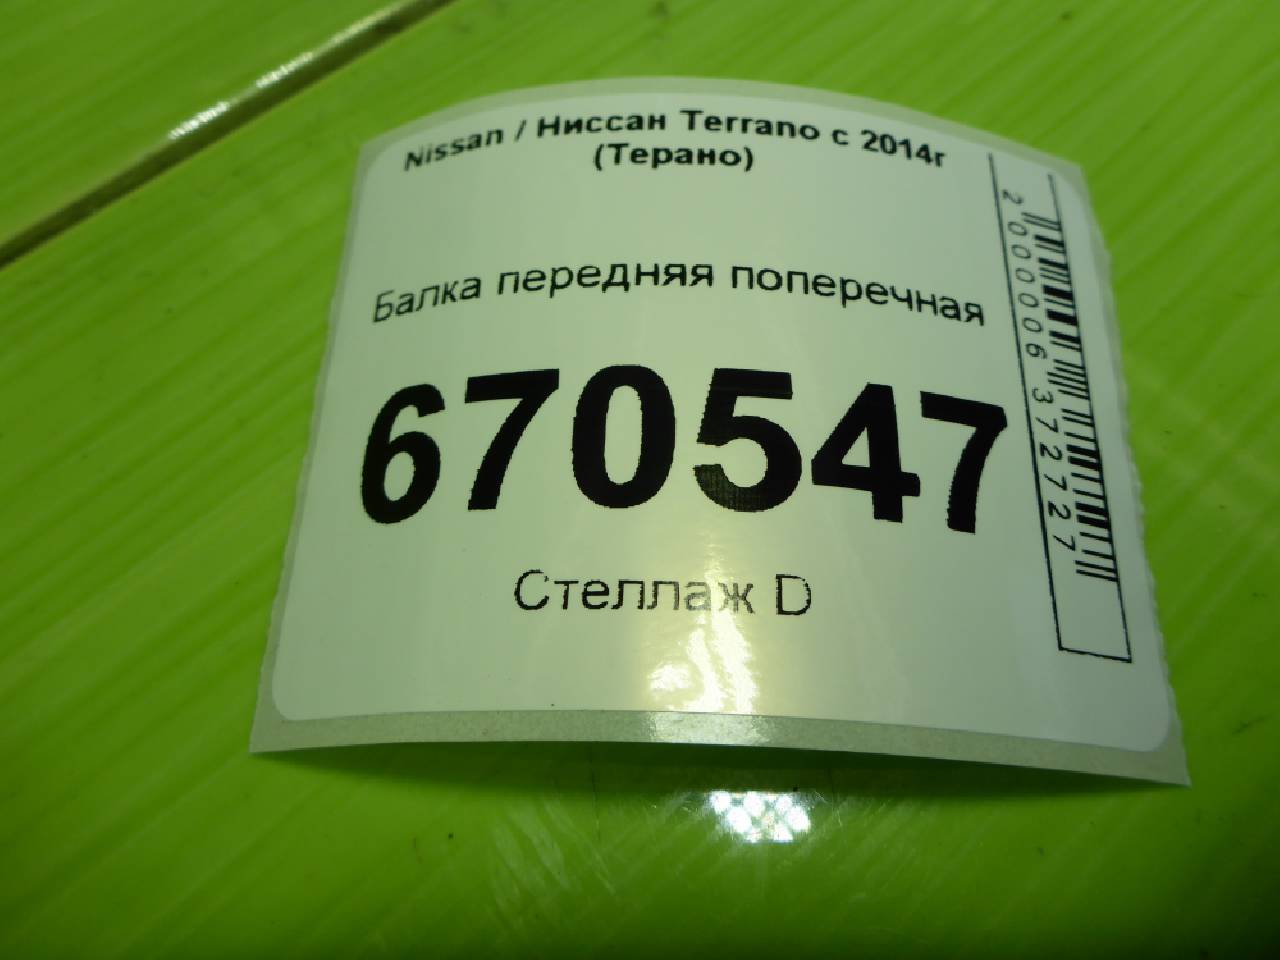 Nissan / Ниссан Terrano с 2014г
(Терано)
Балка передняя поперечная
670547
Стеллаж D
2000006372727